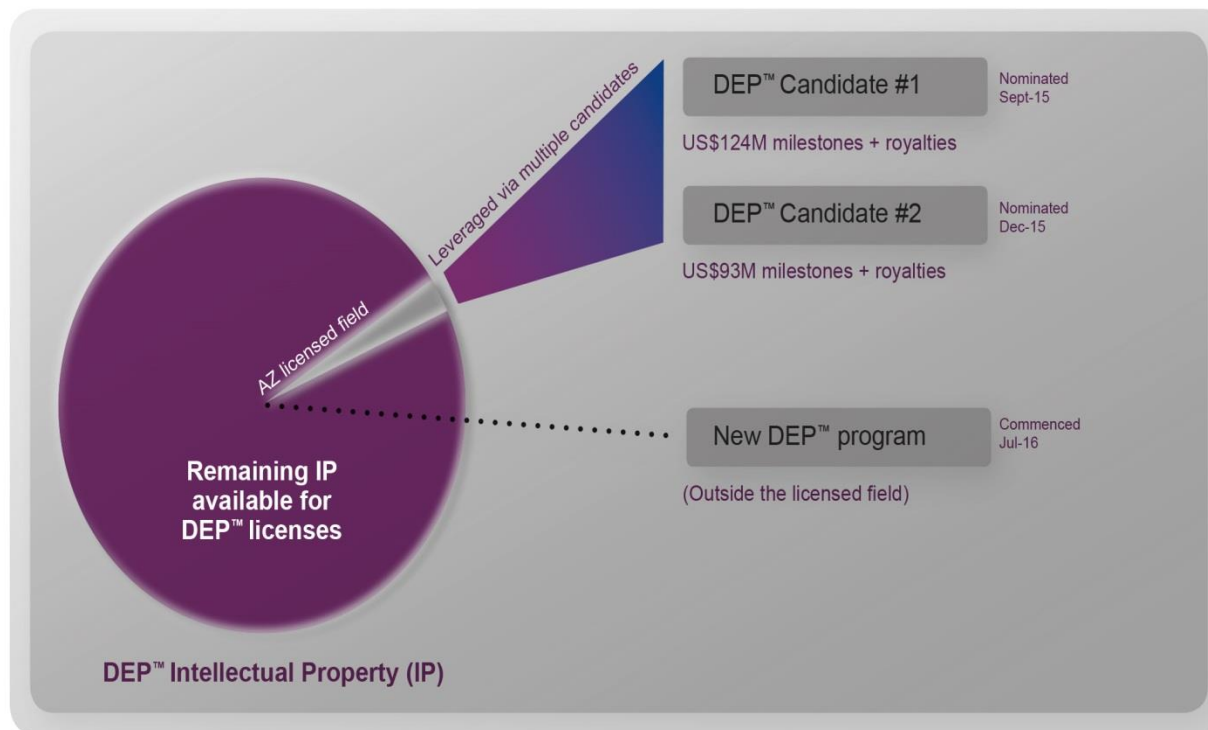 Leveraged via multiple candidates
AZ licensed field
Remaining IP
available for
DEP™ licenses
DEP™ Intellectual Property (IP)
DEP™ Candidate #1
Nominated
Sept-15
US$124M milestones + royalties
DEP™ Candidate #2
Nominated
Dec-15
US$93M milestones + royalties
New DEP™ program
Commenced
Jul-16
(Outside the licensed field)